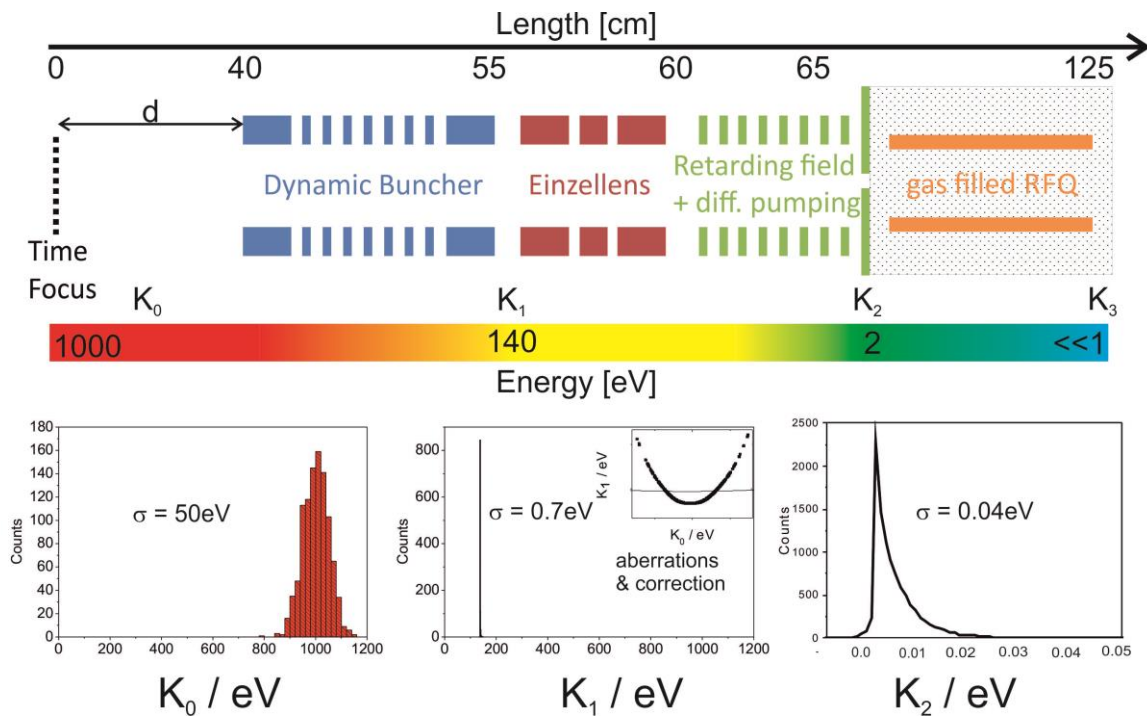 Length [cm]
0 40 55 60 65 125
d
Dynamic Buncher
Einzellens
Retarding field
+ diff. pumping
gas filled RFQ
Time
Focus
K₀ K₁ K₂ K₃
1000 140 2 <<1
Energy [eV]
180
160
140
120
100
80
60
40
20
0
Counts
σ = 50eV
0 200 400 600 800 1000 1200
K₀ / eV
800
600
400
200
0
Counts
σ = 0.7eV
K₁ / eV
K₀ / eV
aberrations
& correction
0 200 400 600 800 1000 1200
K₁ / eV
2500
2000
1500
1000
500
0
Counts
σ = 0.04eV
- 0.0 0.01 0.02 0.03 0.04 0.05
K₂ / eV